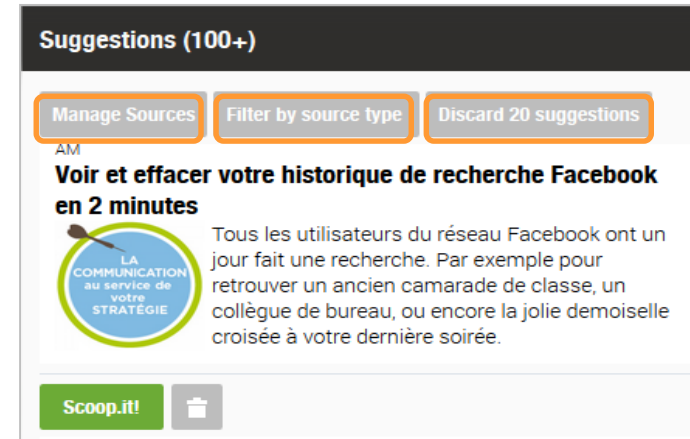 Suggestions (100+)
Manage Sources Filter by source type Discard 20 suggestions
AM
Voir et effacer votre historique de recherche Facebook
en 2 minutes
LA
COMMUNICATION
au service de
votre
STRATÉGIE
Tous les utilisateurs du réseau Facebook ont un
jour fait une recherche. Par exemple pour
retrouver un ancien camarade de classe, un
collègue de bureau, ou encore la jolie demoiselle
croisée à votre dernière soirée.
Scoop.it!